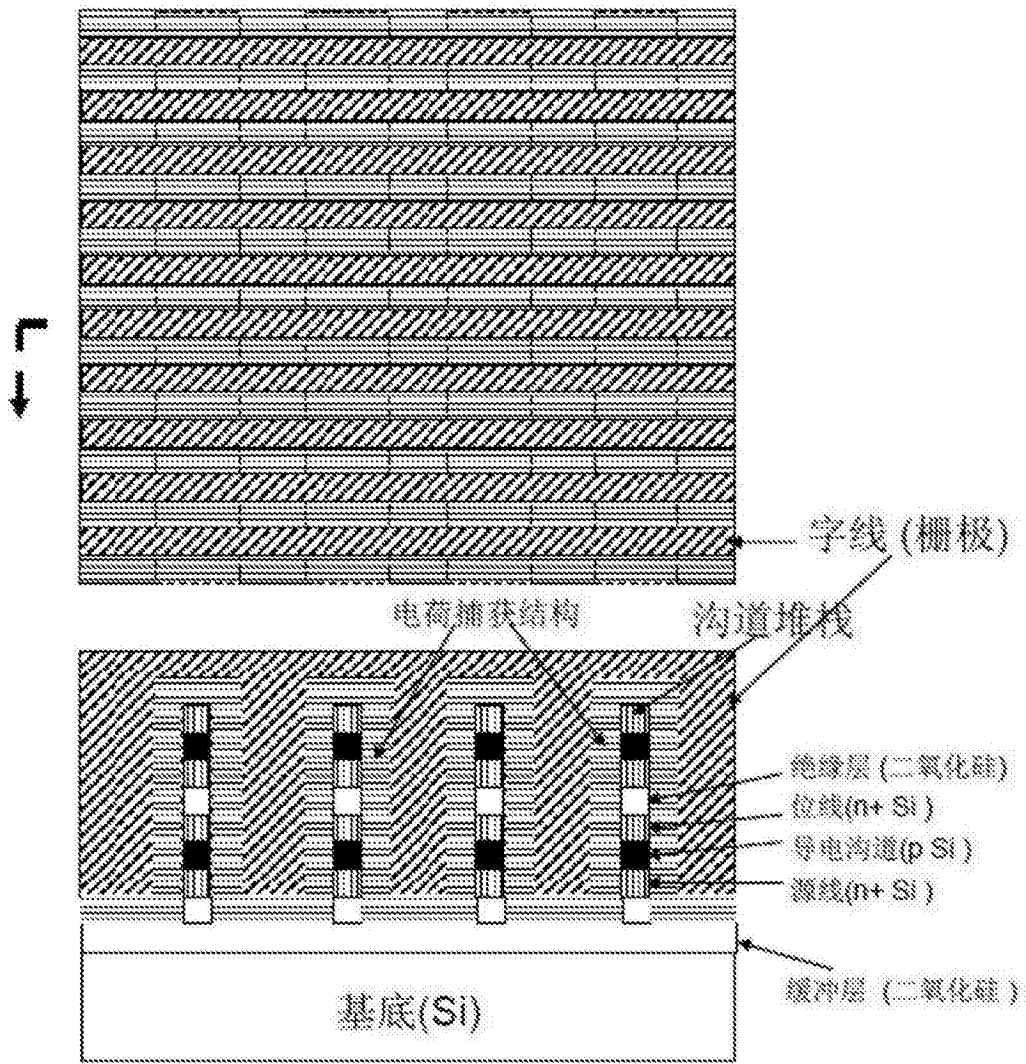 字线 (栅极)
电荷捕获结构
沟道堆栈
绝缘层 (二氧化硅)
位线(n+ Si )
导电沟道(p Si )
源线(n+ Si )
缓冲层 (二氧化硅 )
基底(Si)